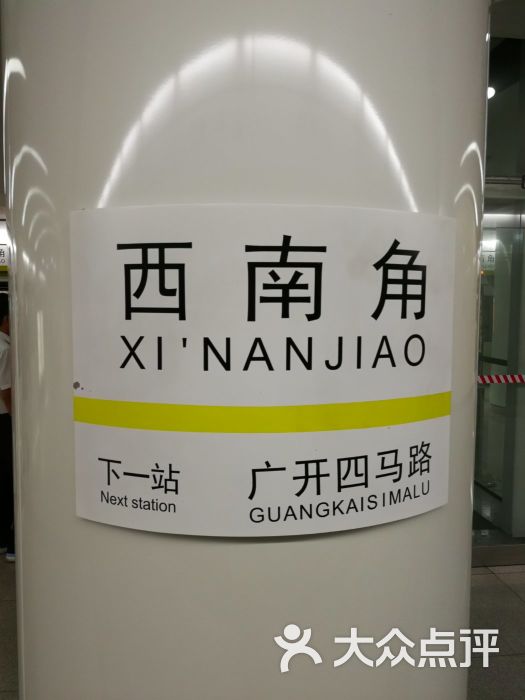 西南角
XI'NANJIAO
下一站
Next station
广开四马路
GUANGKAISIMALU
大众点评